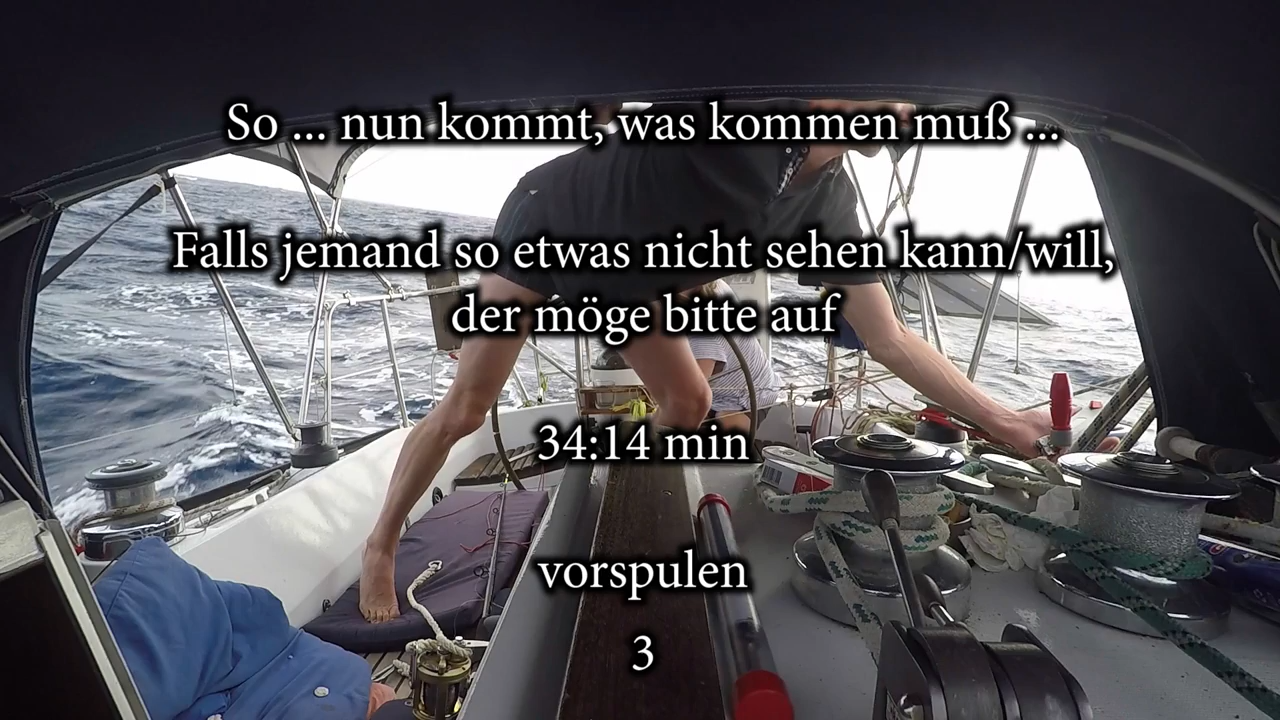 So ... nun kommt, was kommen muß ...
Falls jemand so etwas nicht sehen kann/will,
der möge bitte auf
34:14 min
vorspulen
3